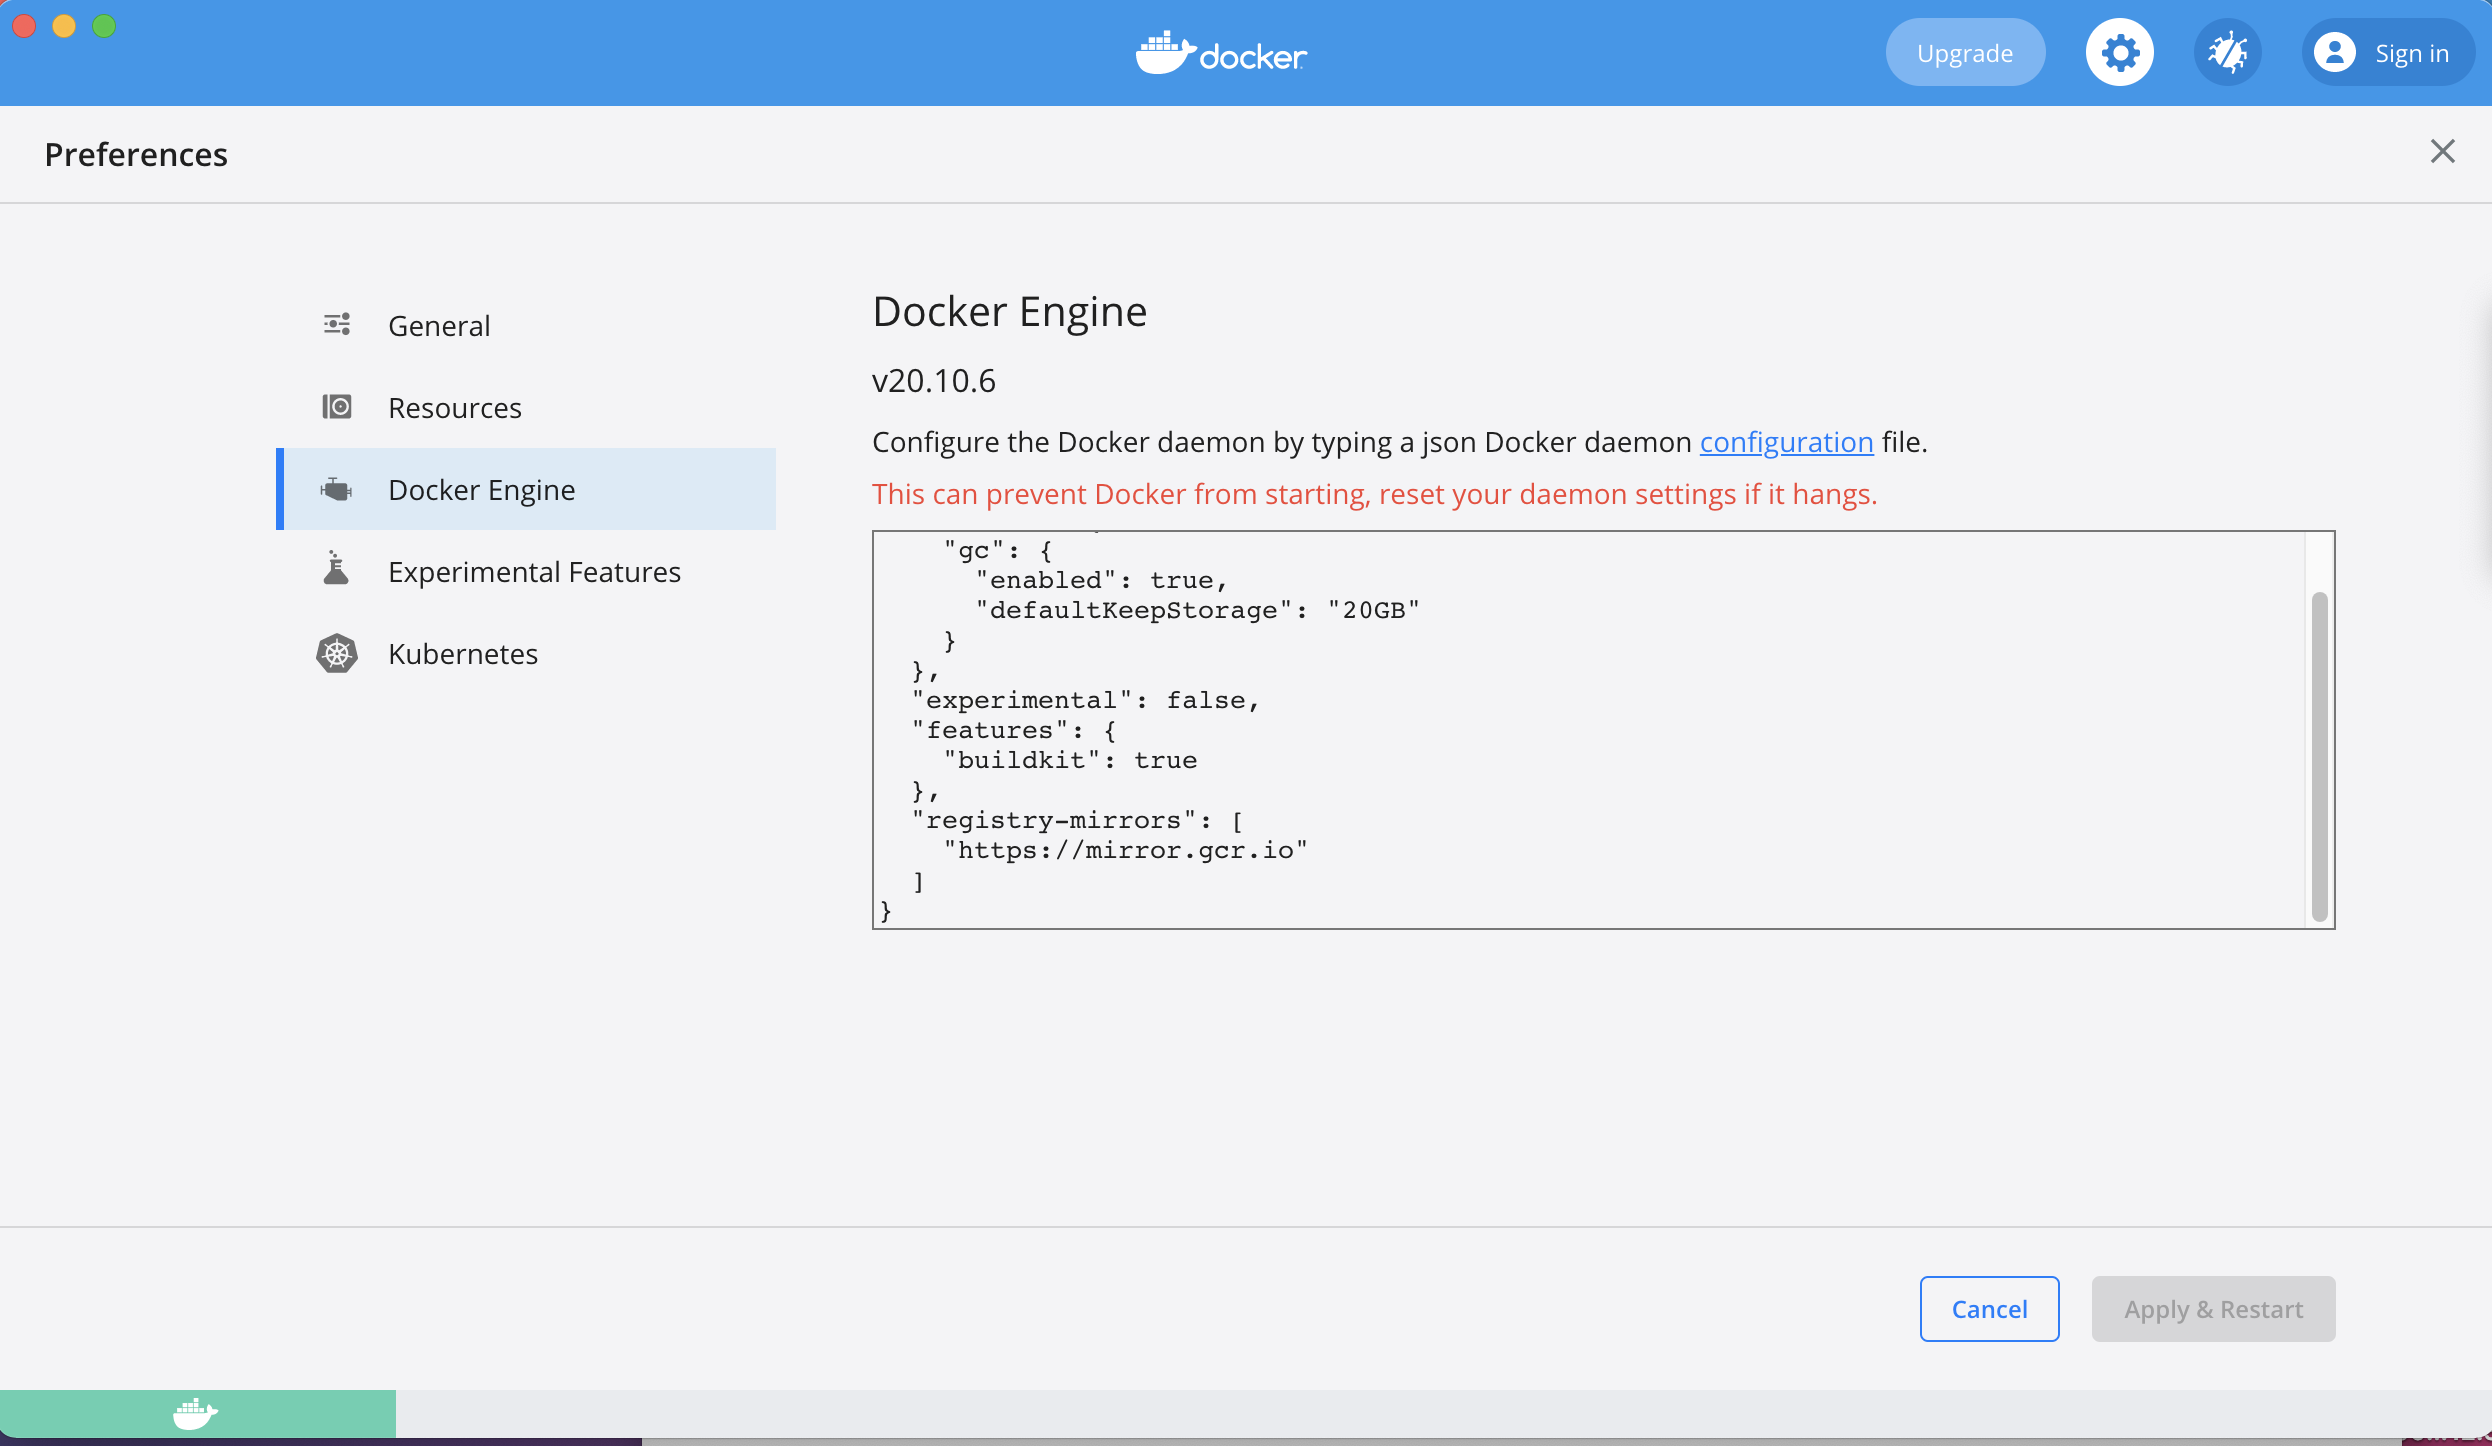 docker
Upgrade
Sign in
Preferences
General
Resources
Docker Engine
Experimental Features
Kubernetes
Docker Engine
v20.10.6
Configure the Docker daemon by typing a json Docker daemon configuration file.
This can prevent Docker from starting, reset your daemon settings if it hangs.
"gc": {
"enabled": true,
"defaultKeepStorage": "20GB"
}
},
"experimental": false,
"features": {
"buildkit": true
},
"registry-mirrors": [
"https://mirror.gcr.io"
]
}
Cancel
Apply & Restart